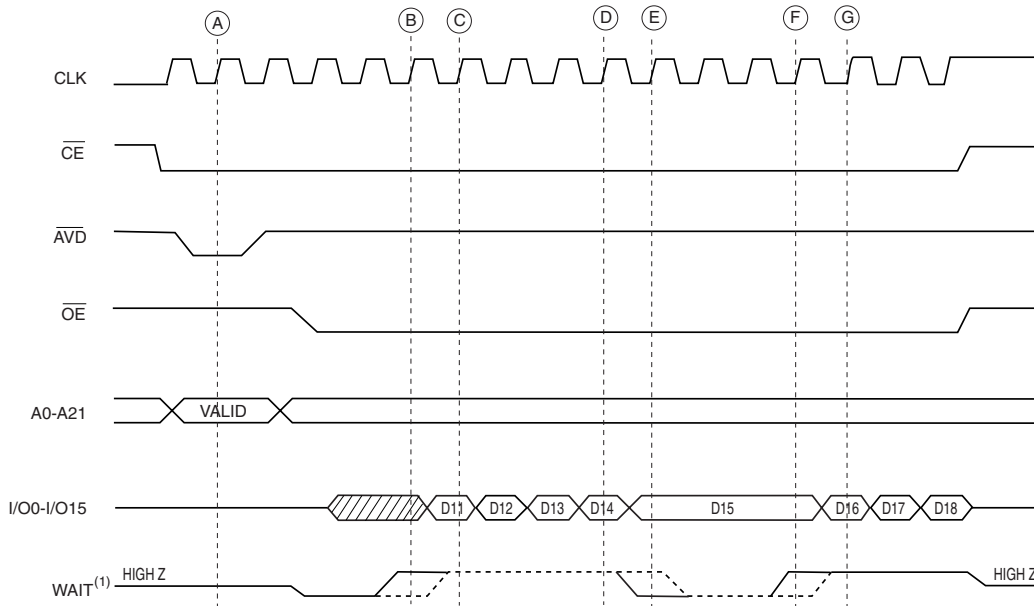 A B C D E F G
CLK
CE
AVD
OE
A0-A21 VALID
I/O0-I/O15 D11 D12 D13 D14 D15 D16 D17 D18
WAIT(1) HIGH Z HIGH Z